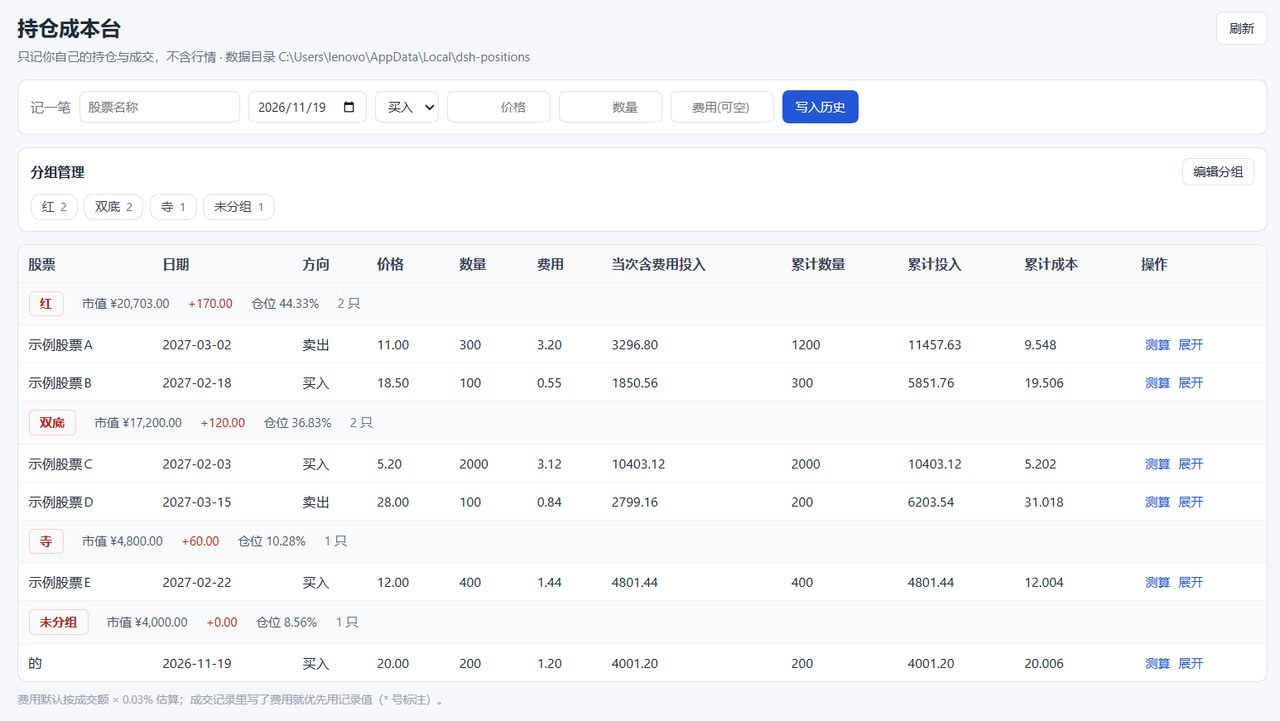 持仓成本台
刷新
只记你自己的持仓与成交，不含行情 · 数据目录 C:\Users\lenovo\AppData\Local\dsh-positions
记一笔 股票名称 2026/11/19 买入 价格 数量 费用(可空) 写入历史
分组管理
编辑分组
红 2 双底 2 寺 1 未分组 1
股票 日期 方向 价格 数量 费用 当次含费用投入 累计数量 累计投入 累计成本 操作
红 市值 ¥20,703.00 +170.00 仓位 44.33% 2 只
示例股票A 2027-03-02 卖出 11.00 300 3.20 3296.80 1200 11457.63 9.548 测算 展开
示例股票B 2027-02-18 买入 18.50 100 0.55 1850.56 300 5851.76 19.506 测算 展开
双底 市值 ¥17,200.00 +120.00 仓位 36.83% 2 只
示例股票C 2027-02-03 买入 5.20 2000 3.12 10403.12 2000 10403.12 5.202 测算 展开
示例股票D 2027-03-15 卖出 28.00 100 0.84 2799.16 200 6203.54 31.018 测算 展开
寺 市值 ¥4,800.00 +60.00 仓位 10.28% 1 只
示例股票E 2027-02-22 买入 12.00 400 1.44 4801.44 400 4801.44 12.004 测算 展开
未分组 市值 ¥4,000.00 +0.00 仓位 8.56% 1 只
的 2026-11-19 买入 20.00 200 1.20 4001.20 200 4001.20 20.006 测算 展开
费用默认按成交额 × 0.03% 估算；成交记录里写了费用就优先用记录值（* 号标注）。